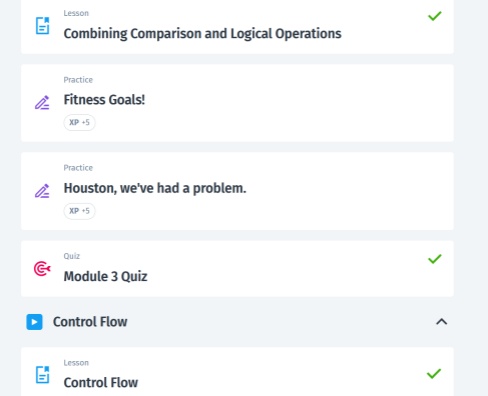 Lesson
Combining Comparison and Logical Operations
Practice
Fitness Goals!
XP +5
Practice
Houston, we've had a problem.
XP +5
Quiz
Module 3 Quiz
Control Flow
Lesson
Control Flow